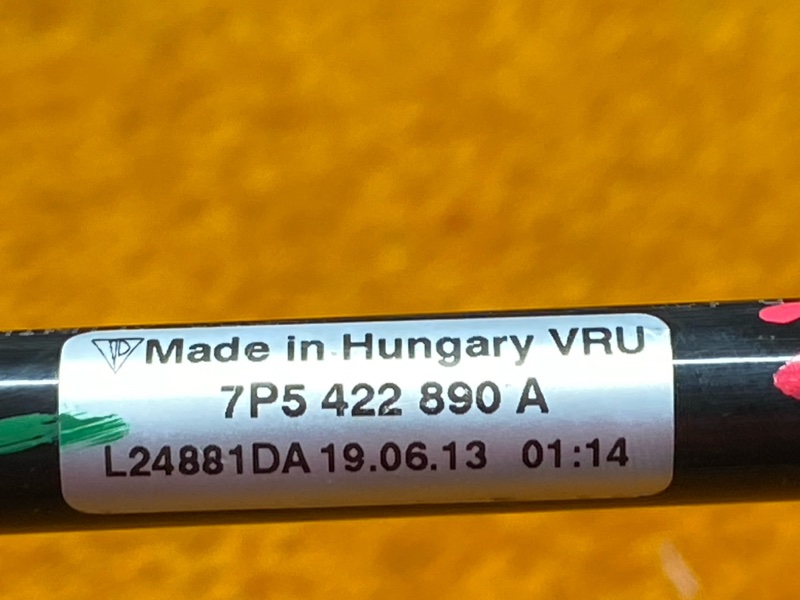 Made in Hungary VRU
7P5 422 890 A
L24881DA 19.06.13 01:14